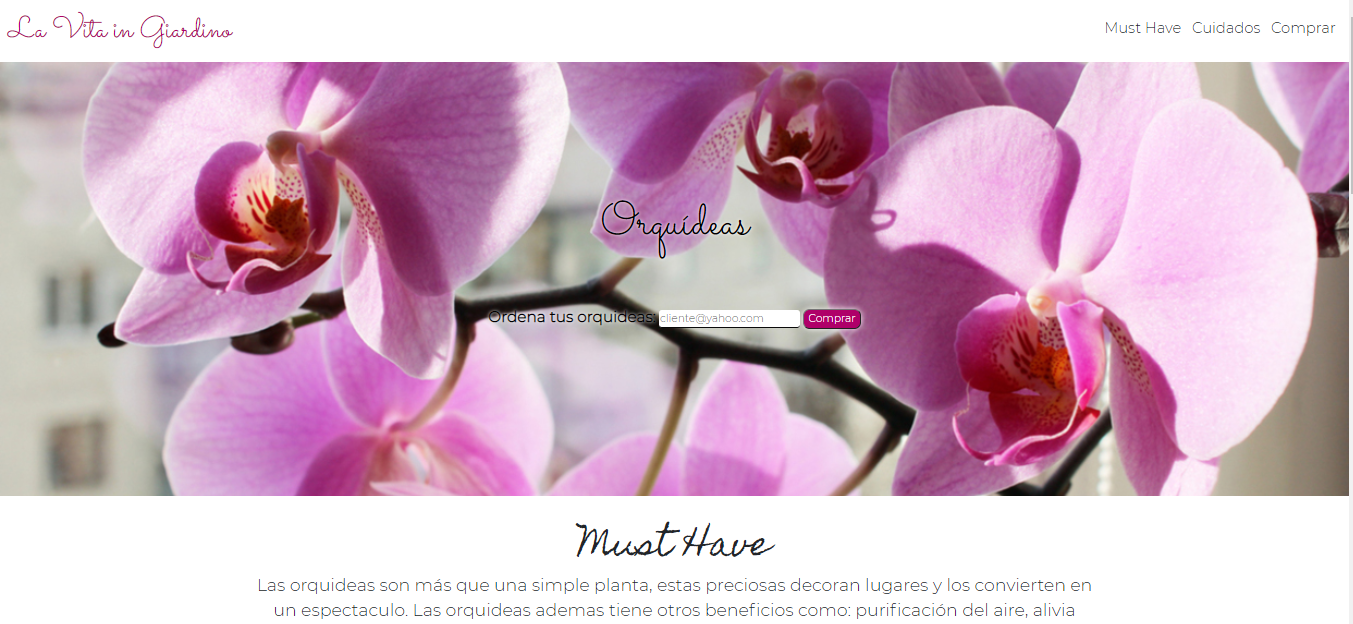 La Vita in Giardino
Must Have Cuidados Comprar
Orquídeas
Ordena tus orquideas: cliente@yahoo.com Comprar
Must Have
Las orquideas son más que una simple planta, estas preciosas decoran lugares y los convierten en
un espectaculo. Las orquideas ademas tiene otros beneficios como: purificación del aire, alivia